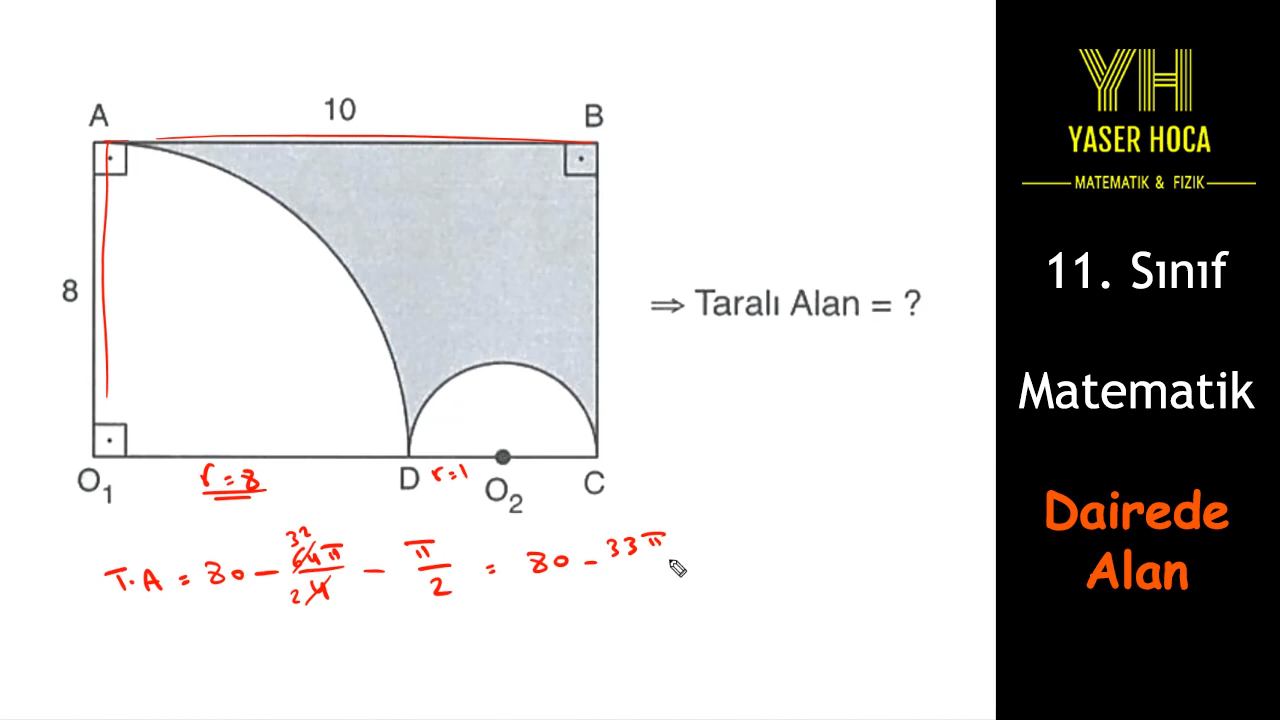 10
A
B
8
⇒ Taralı Alan = ?
O₁
r = 8
D
r = 1
O₂
C
T.A = 80 - 64π/4 32 2 - π/2 = 80 - 33π
YH
YASER HOCA
MATEMATIK & FIZIK
11. Sınıf
Matematik
Dairede
Alan